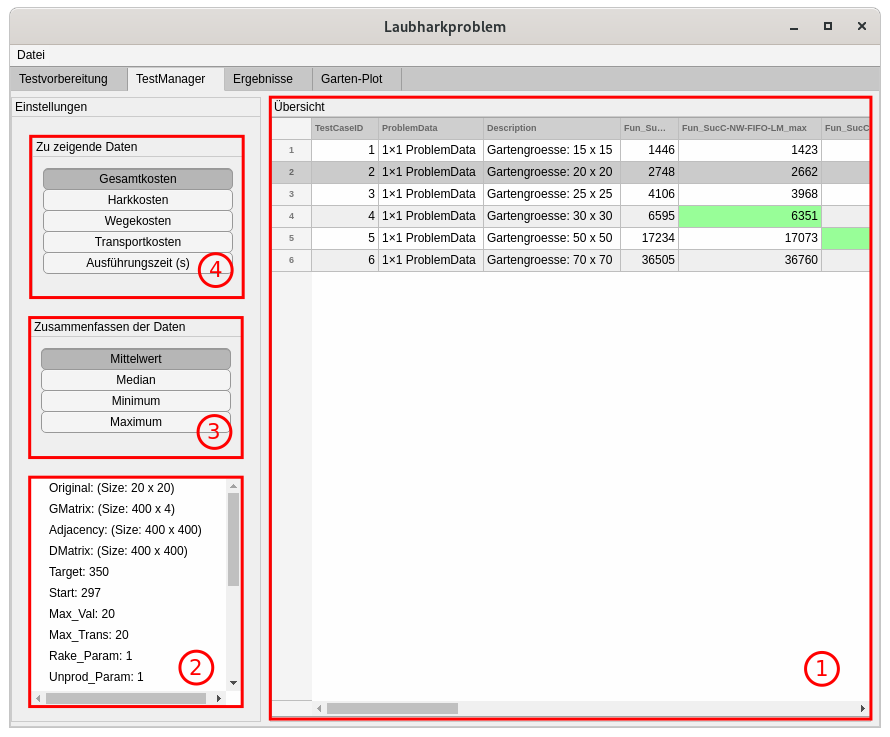 Laubharkproblem
Datei
Testvorbereitung TestManager Ergebnisse Garten-Plot
Einstellungen
Zu zeigende Daten
Gesamtkosten
Harkkosten
Wegekosten
Transportkosten
Ausführungszeit (s)
4
Zusammenfassen der Daten
Mittelwert
Median
Minimum
Maximum
3
Original: (Size: 20 x 20)
GMatrix: (Size: 400 x 4)
Adjacency: (Size: 400 x 400)
DMatrix: (Size: 400 x 400)
Target: 350
Start: 297
Max_Val: 20
Max_Trans: 20
Rake_Param: 1
Unprod_Param: 1
2
Übersicht
TestCaseID ProblemData Description Fun_Su... Fun_SucC-NW-FIFO-LM_max Fun_SucC
1 1 1×1 ProblemData Gartengroesse: 15 x 15 1446 1423
2 2 1×1 ProblemData Gartengroesse: 20 x 20 2748 2662
3 3 1×1 ProblemData Gartengroesse: 25 x 25 4106 3968
4 4 1×1 ProblemData Gartengroesse: 30 x 30 6595 6351
5 5 1×1 ProblemData Gartengroesse: 50 x 50 17234 17073
6 6 1×1 ProblemData Gartengroesse: 70 x 70 36505 36760
1